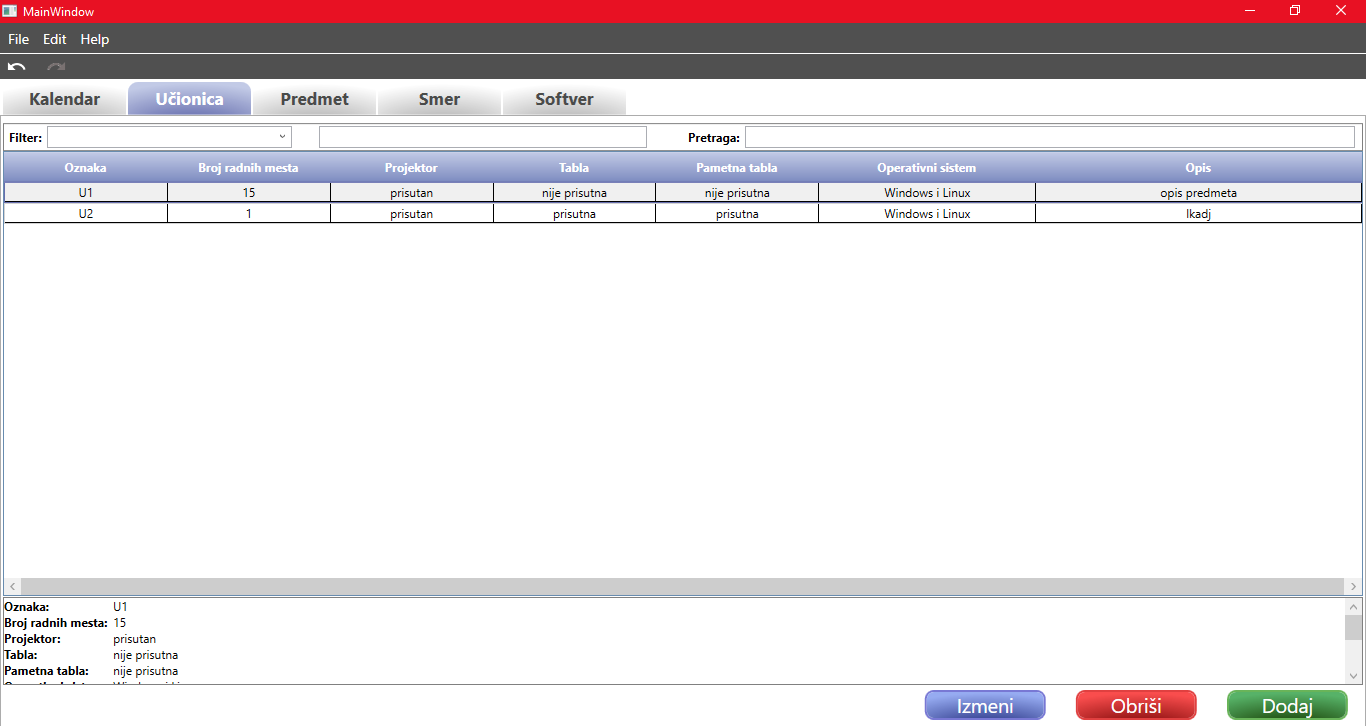 MainWindow
File Edit Help
Kalendar Učionica Predmet Smer Softver
Filter: Pretraga:
Oznaka Broj radnih mesta Projektor Tabla Pametna tabla Operativni sistem Opis
U1 15 prisutan nije prisutna nije prisutna Windows i Linux opis predmeta
U2 1 prisutan prisutna prisutna Windows i Linux lkadj
Oznaka: U1
Broj radnih mesta: 15
Projektor: prisutan
Tabla: nije prisutna
Pametna tabla: nije prisutna
Izmeni Obriši Dodaj